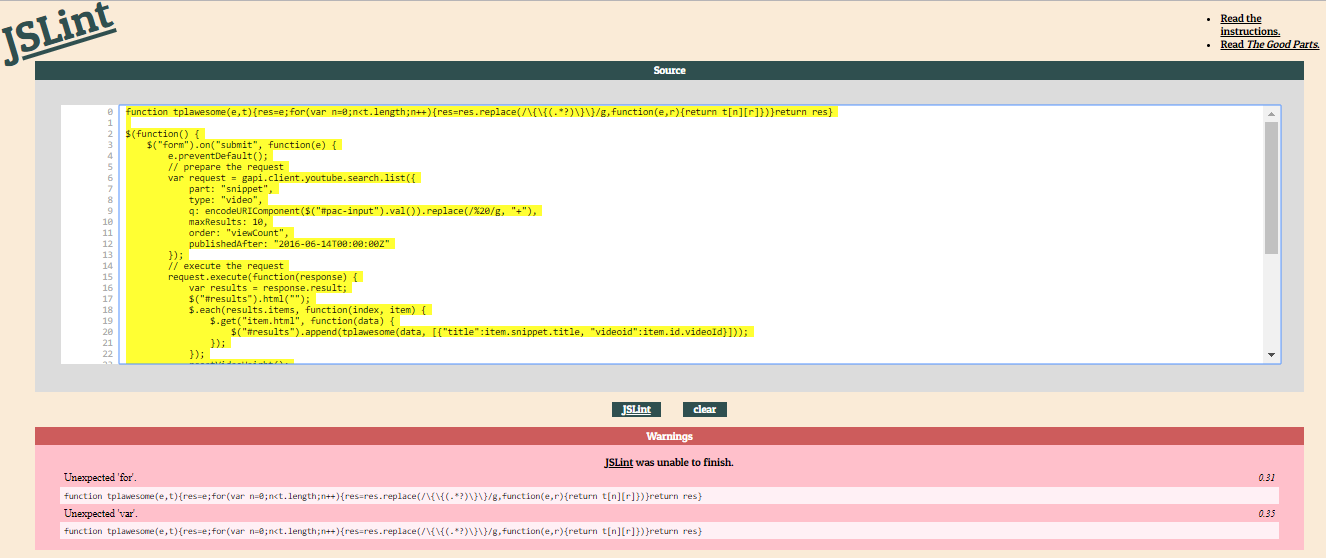 JSLint
Read the
instructions.
Read The Good Parts.
Source
0 function tplawesome(e,t){res=e;for(var n=0;n<t.length;n++){res=res.replace(/\{\{(.*?)\}\}/g,function(e,r){return t[n][r]})}return res}
1
2 $(function() {
3     $("form").on("submit", function(e) {
4         e.preventDefault();
5         // prepare the request
6         var request = gapi.client.youtube.search.list({
7             part: "snippet",
8             type: "video",
9             q: encodeURIComponent($("#pac-input").val()).replace(/%20/g, "+"),
10             maxResults: 10,
11             order: "viewCount",
12             publishedAfter: "2016-06-14T00:00:00Z"
13         });
14         // execute the request
15         request.execute(function(response) {
16             var results = response.result;
17             $("#results").html("");
18             $.each(results.items, function(index, item) {
19                 $.get("item.html", function(data) {
20                     $("#results").append(tplawesome(data, [{"title":item.snippet.title, "videoid":item.id.videoId}]));
21                 });
22             });
JSLint clear
Warnings
JSLint was unable to finish.
Unexpected 'for'. 0.31
function tplawesome(e,t){res=e;for(var n=0;n<t.length;n++){res=res.replace(/\{\{(.*?)\}\}/g,function(e,r){return t[n][r]})}return res}
Unexpected 'var'. 0.35
function tplawesome(e,t){res=e;for(var n=0;n<t.length;n++){res=res.replace(/\{\{(.*?)\}\}/g,function(e,r){return t[n][r]})}return res}